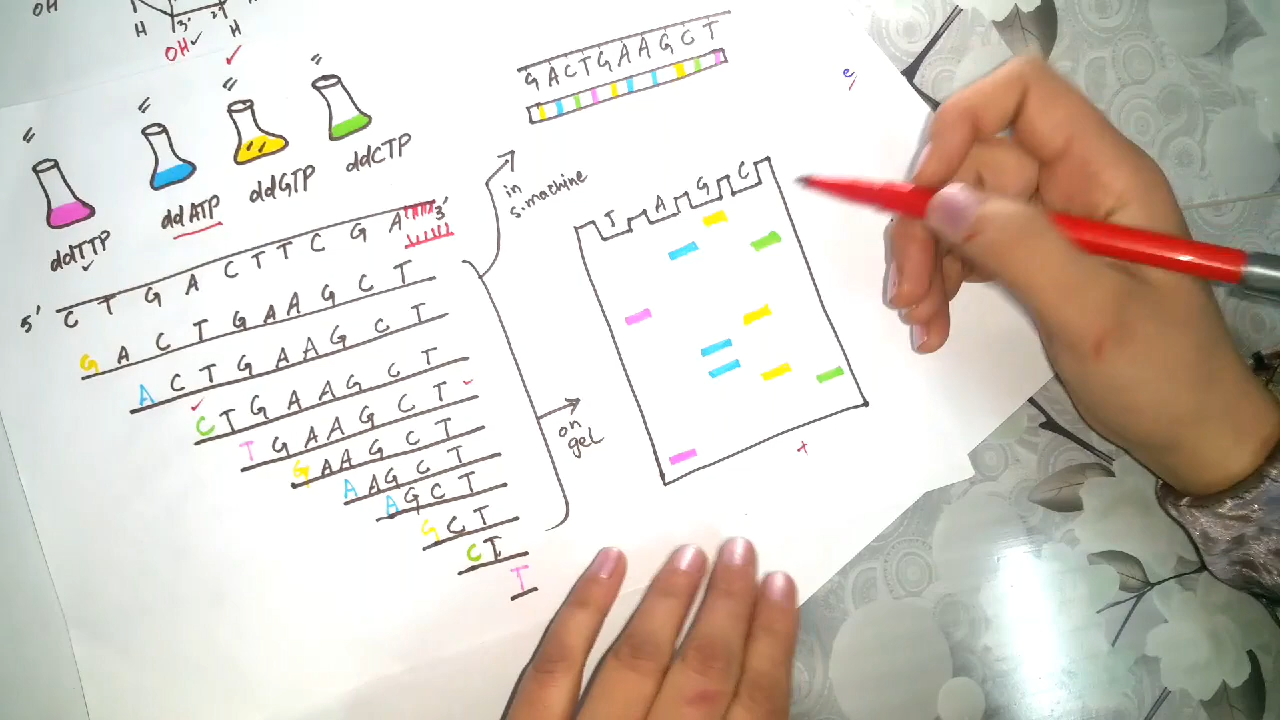 OH
H
3'
2'
H
OH
ddTTP
ddATP
ddGTP
ddCTP
GACTGAAGCT
in
s.machine
T A G C
5' C T G A C T T C G A 3'
G A C T G A A G C T
A C T G A A G C T
C T G A A G C T
T G A A G C T
G A A G C T
A A G C T
A G C T
G C T
C T
T
on
gel
+
e